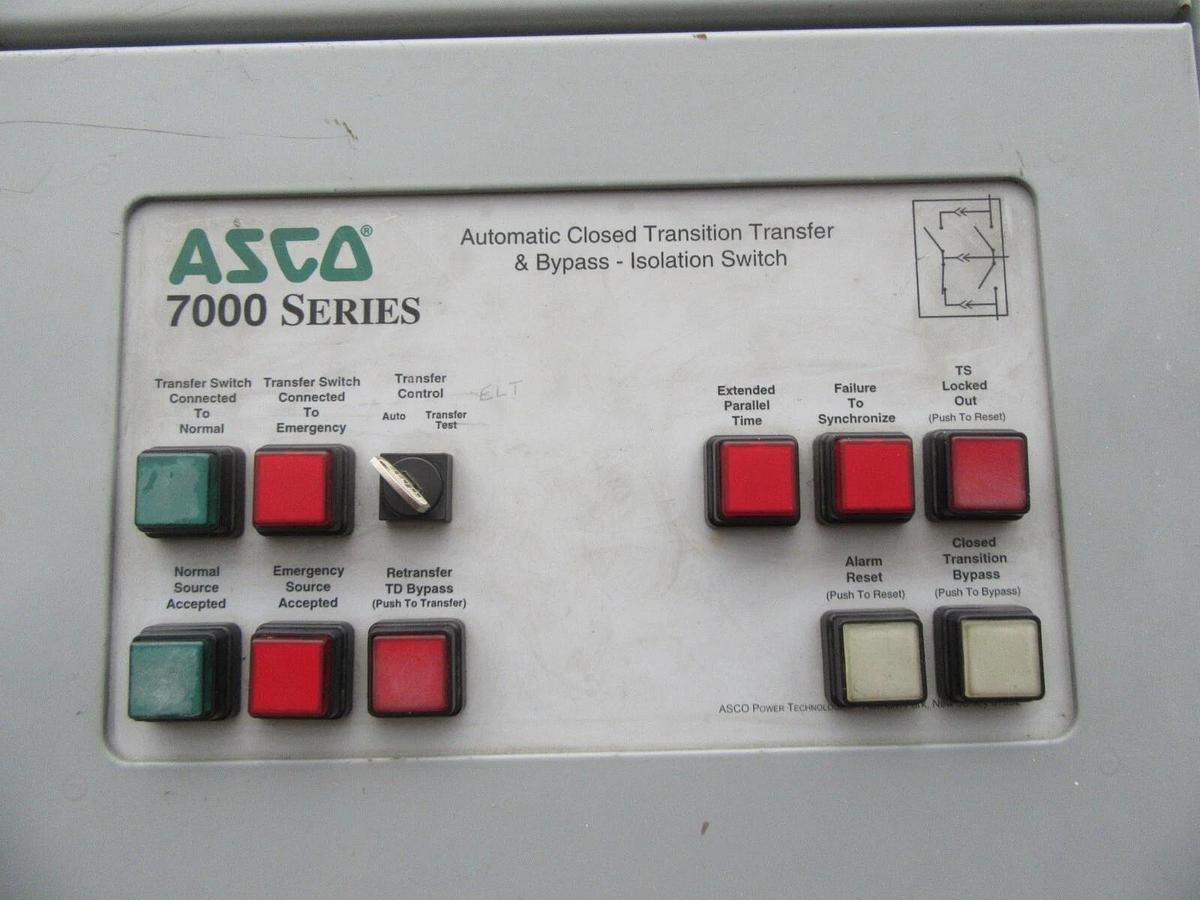 ASCO®
7000 SERIES
Automatic Closed Transition Transfer
& Bypass - Isolation Switch
Transfer Switch
Connected
To
Normal
Transfer Switch
Connected
To
Emergency
Transfer
Control
Auto
Transfer
Test
ELT
Extended
Parallel
Time
Failure
To
Synchronize
TS
Locked
Out
(Push To Reset)
Normal
Source
Accepted
Emergency
Source
Accepted
Retransfer
TD Bypass
(Push To Transfer)
Alarm
Reset
(Push To Reset)
Closed
Transition
Bypass
(Push To Bypass)
ASCO POWER